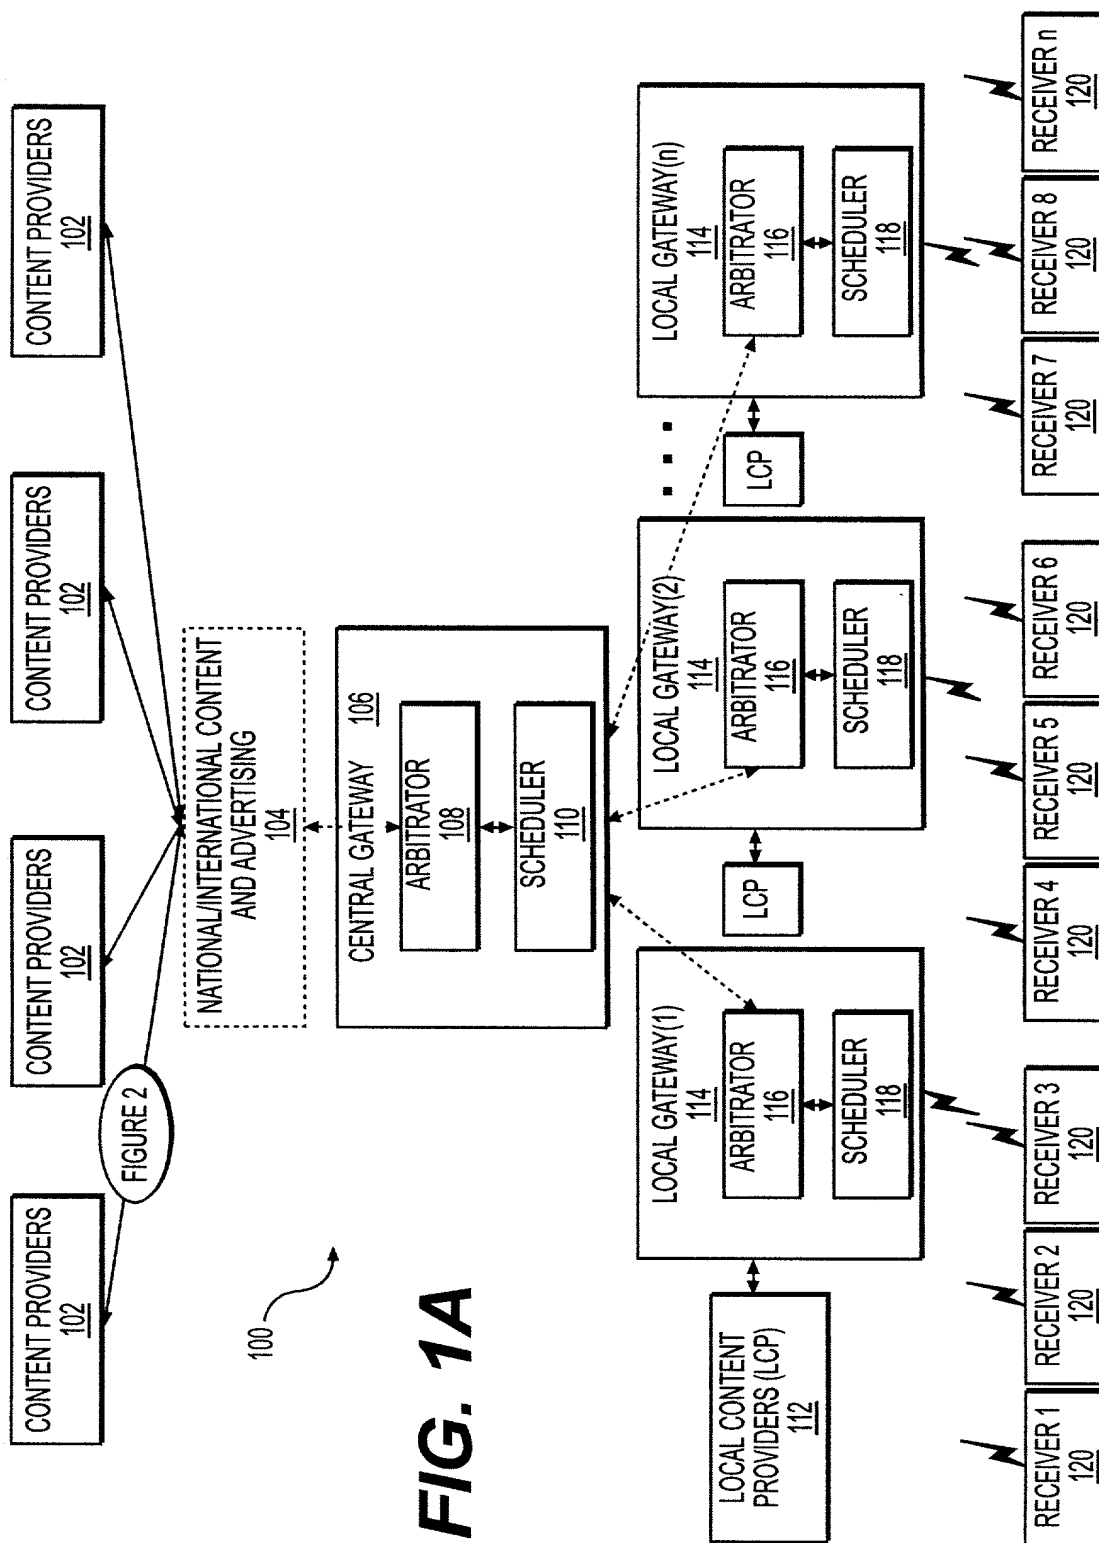 CONTENT PROVIDERS
102
CONTENT PROVIDERS
102
CONTENT PROVIDERS
102
CONTENT PROVIDERS
102
FIGURE 2
NATIONAL/INTERNATIONAL CONTENT
AND ADVERTISING
104
100
CENTRAL GATEWAY 106
ARBITRATOR
108
SCHEDULER
110
FIG. 1A
LOCAL CONTENT
PROVIDERS (LCP)
112
LOCAL GATEWAY(1)
114
ARBITRATOR
116
SCHEDULER
118
LCP
LOCAL GATEWAY(2)
114
ARBITRATOR
116
SCHEDULER
118
LCP
LOCAL GATEWAY(n)
114
ARBITRATOR
116
SCHEDULER
118
RECEIVER 1
120
RECEIVER 2
120
RECEIVER 3
120
RECEIVER 4
120
RECEIVER 5
120
RECEIVER 6
120
RECEIVER 7
120
RECEIVER 8
120
RECEIVER n
120